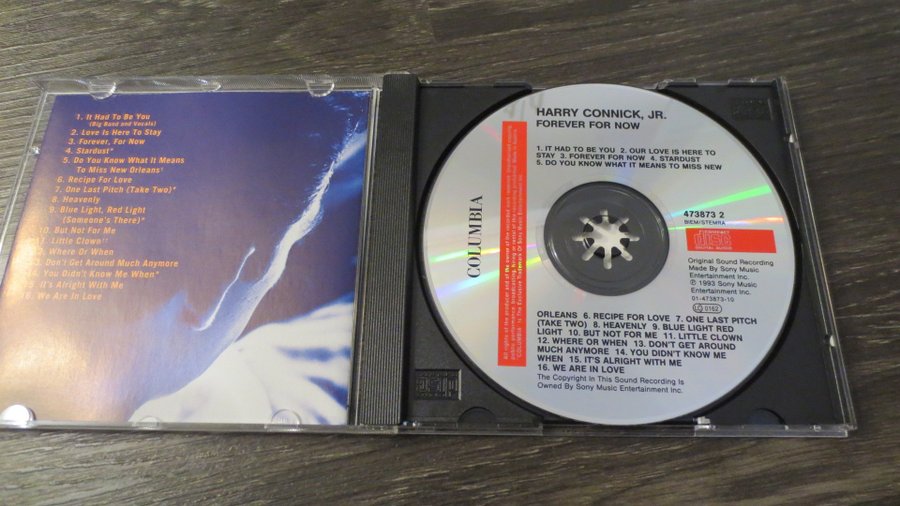 1. It Had To Be You
(Big Band and Vocals)
2. Love Is Here To Stay
3. Forever, For Now
4. Stardust*
5. Do You Know What It Means
To Miss New Orleans†
6. Recipe For Love
7. One Last Pitch (Take Two)*
8. Heavenly
9. Blue Light, Red Light
(Someone's There)*
10. But Not For Me
Little Clown††
Where Or When
Don't Get Around Much Anymore
You Didn't Know Me When*
It's Alright With Me
We Are In Love
HARRY CONNICK, JR.
FOREVER FOR NOW
1. IT HAD TO BE YOU 2. OUR LOVE IS HERE TO
STAY 3. FOREVER FOR NOW 4. STARDUST
5. DO YOU KNOW WHAT IT MEANS TO MISS NEW
COLUMBIA
473873 2
BIEM/STEMRA
COMPACT
disc
DIGITAL AUDIO
Original Sound Recording
Made By Sony Music
Entertainment Inc.
℗ 1993 Sony Music
Entertainment Inc.
01-473873-10
LC 0162
ORLEANS 6. RECIPE FOR LOVE 7. ONE LAST PITCH
(TAKE TWO) 8. HEAVENLY 9. BLUE LIGHT RED
LIGHT 10. BUT NOT FOR ME 11. LITTLE CLOWN
12. WHERE OR WHEN 13. DON'T GET AROUND
MUCH ANYMORE 14. YOU DIDN'T KNOW ME
WHEN 15. IT'S ALRIGHT WITH ME
16. WE ARE IN LOVE
The Copyright in This Sound Recording is
Owned By Sony Music Entertainment Inc.